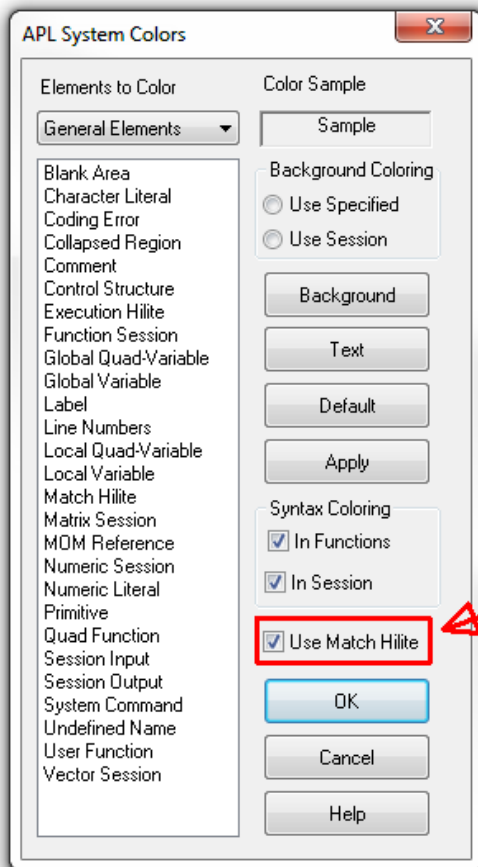 APL System Colors
Elements to Color
General Elements
Blank Area
Character Literal
Coding Error
Collapsed Region
Comment
Control Structure
Execution Hilite
Function Session
Global Quad-Variable
Global Variable
Label
Line Numbers
Local Quad-Variable
Local Variable
Match Hilite
Matrix Session
MOM Reference
Numeric Session
Numeric Literal
Primitive
Quad Function
Session Input
Session Output
System Command
Undefined Name
User Function
Vector Session
Color Sample
Sample
Background Coloring
Use Specified
Use Session
Background
Text
Default
Apply
Syntax Coloring
In Functions
In Session
Use Match Hilite
OK
Cancel
Help